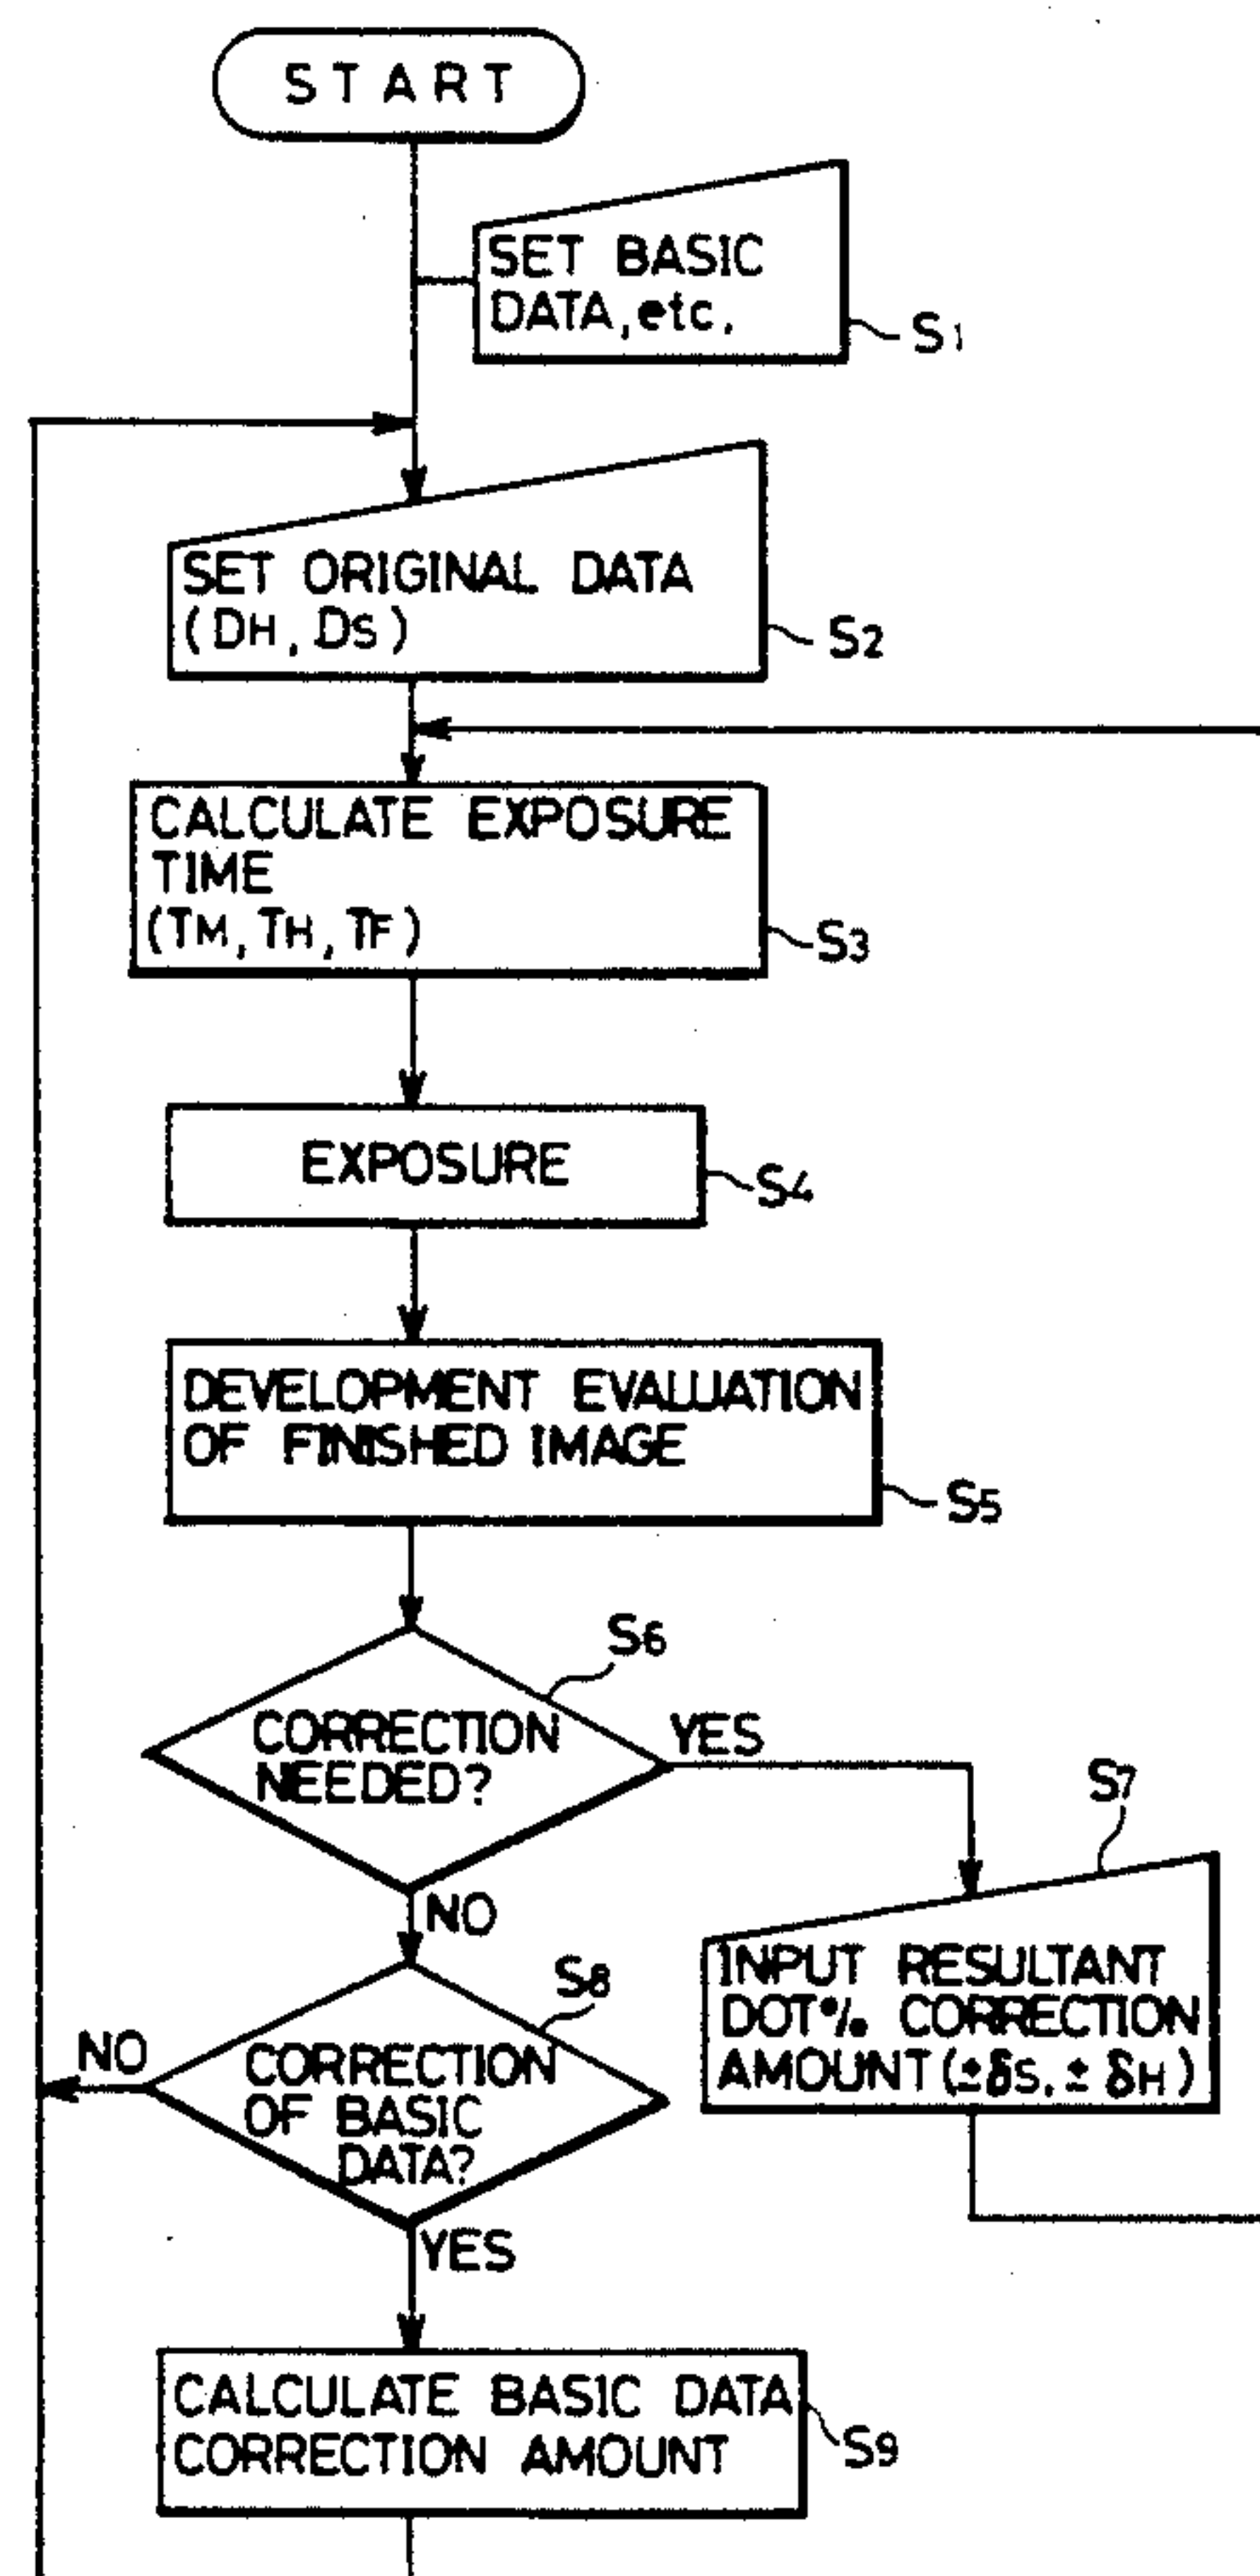 START
SET BASIC
DATA, etc.
S1
SET ORIGINAL DATA
(DH, DS)
S2
CALCULATE EXPOSURE
TIME
(TM, TH, TF)
S3
EXPOSURE
S4
DEVELOPMENT EVALUATION
OF FINISHED IMAGE
S5
S6
CORRECTION
NEEDED?
YES
NO
S7
INPUT RESULTANT
DOT% CORRECTION
AMOUNT (±δS, ±δH)
S8
CORRECTION
OF BASIC
DATA?
NO
YES
CALCULATE BASIC DATA
CORRECTION AMOUNT
S9